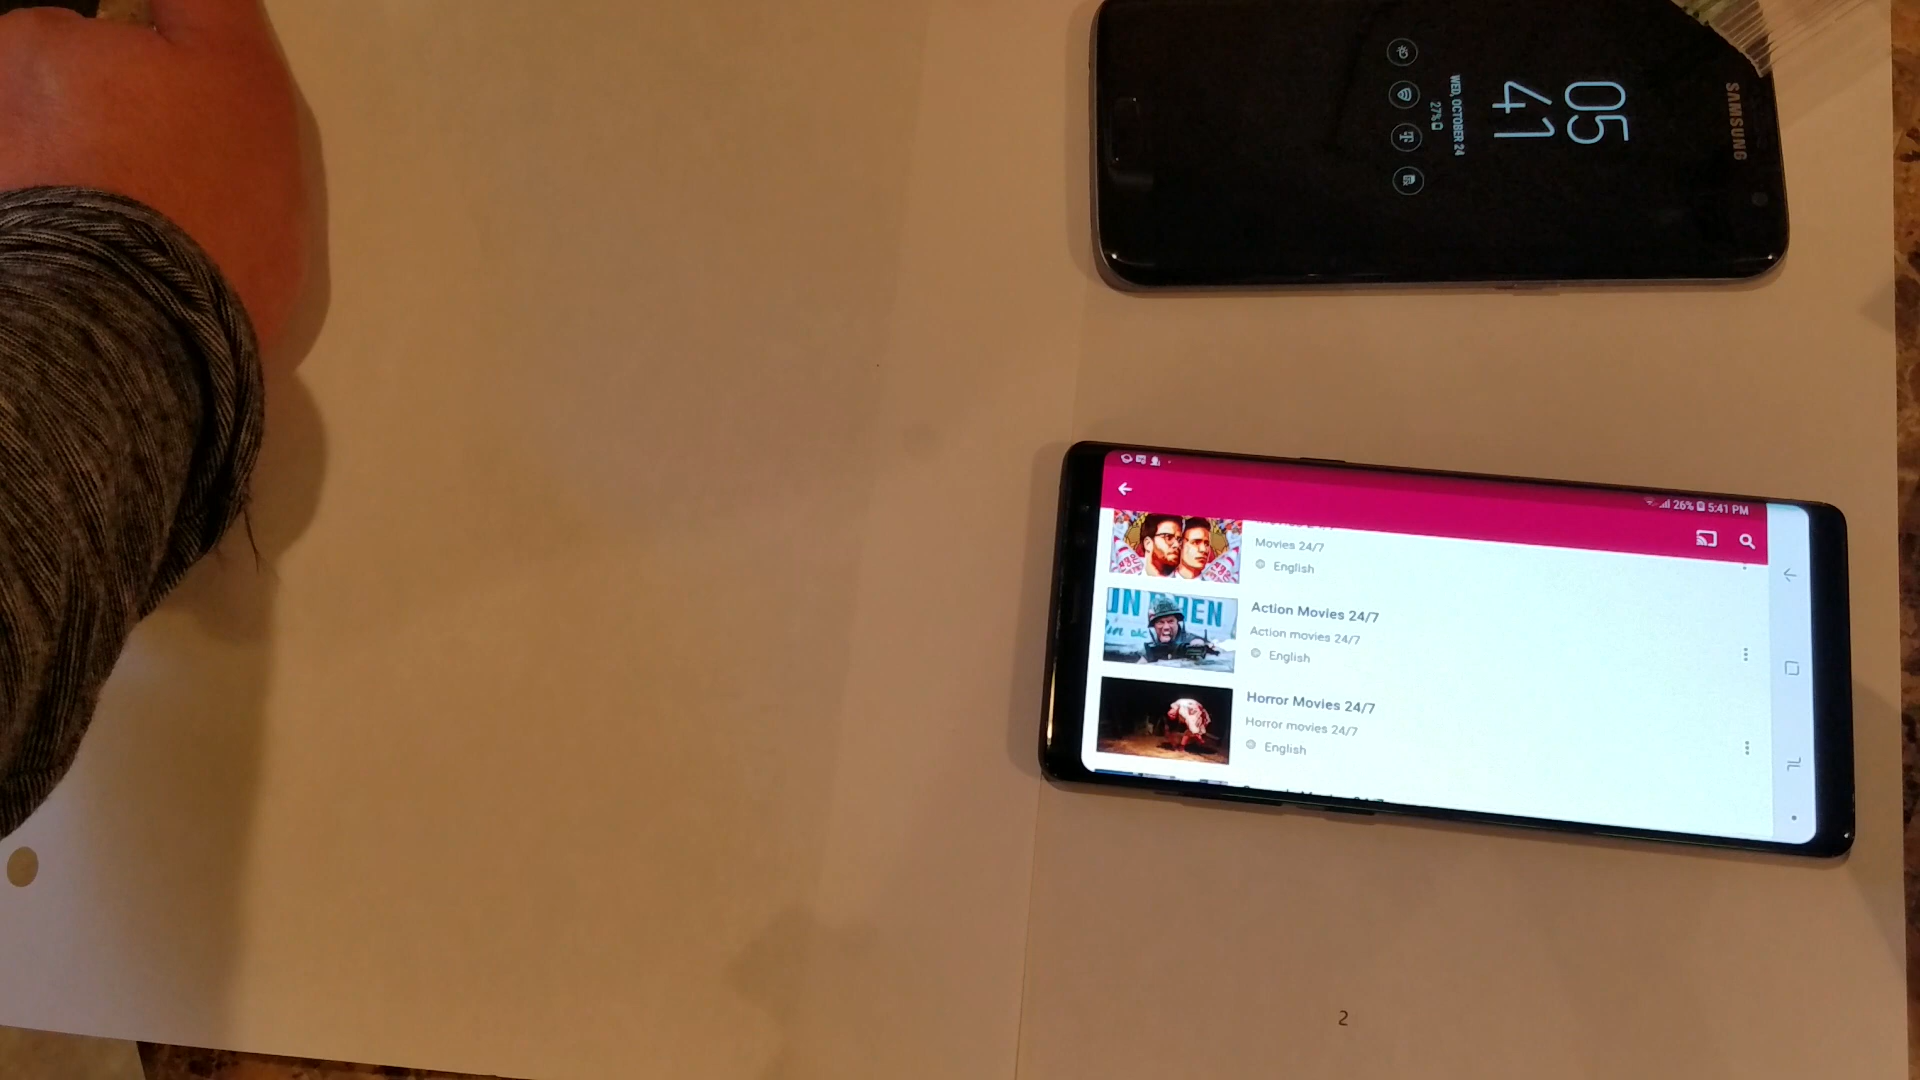 SAMSUNG
05
41
WED, OCTOBER 24
27%
26% 5:41 PM
Movies 24/7
English
Action Movies 24/7
Action movies 24/7
English
Horror Movies 24/7
Horror movies 24/7
English
2